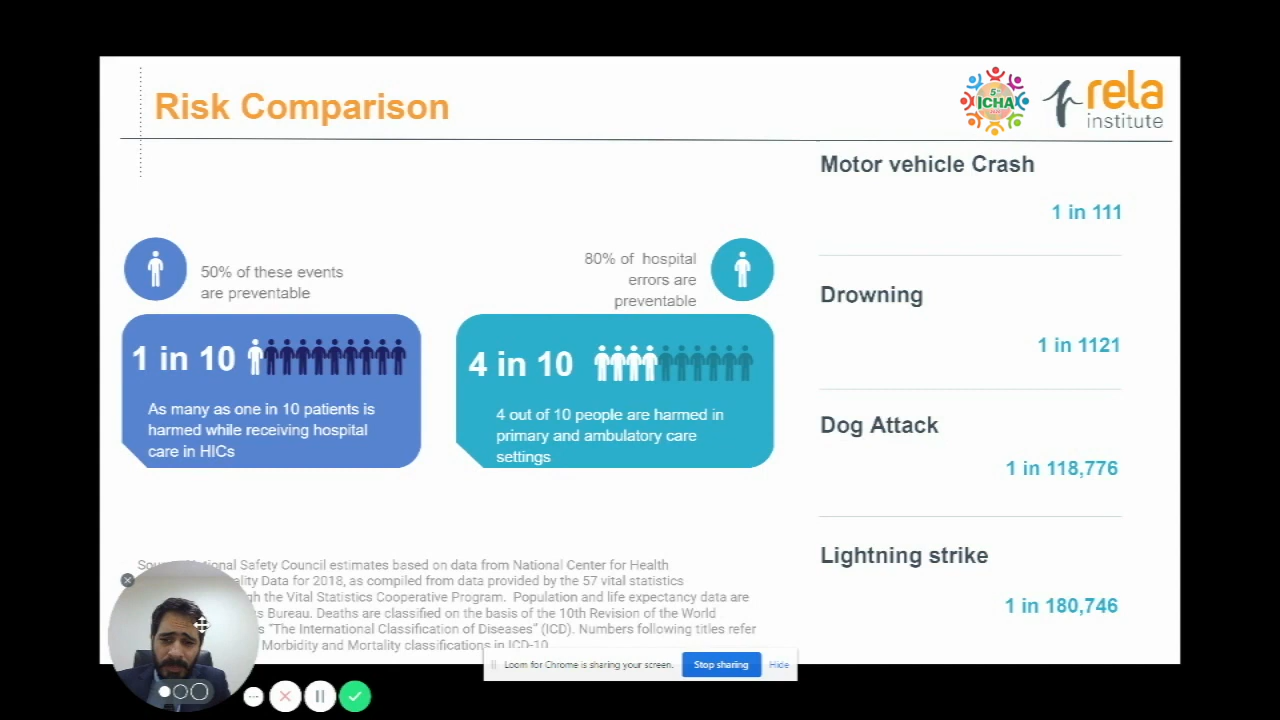 Risk Comparison
5
ICHA
rela
institute
50% of these events
are preventable
1 in 10
As many as one in 10 patients is
harmed while receiving hospital
care in HICs
80% of hospital
errors are
preventable
4 in 10
4 out of 10 people are harmed in
primary and ambulatory care
settings
Motor vehicle Crash
1 in 111
Drowning
1 in 1121
Dog Attack
1 in 118,776
Lightning strike
1 in 180,746
Safety Council estimates based on data from National Center for Health
Data for 2018, as compiled from data provided by the 57 vital statistics
the Vital Statistics Cooperative Program. Population and life expectancy data are
Bureau. Deaths are classified on the basis of the 10th Revision of the World
"The International Classification of Diseases" (ICD). Numbers following titles refer
Morbidity and Mortality classifications in ICD-10
Loom for Chrome is sharing your screen.
Stop sharing
Hide